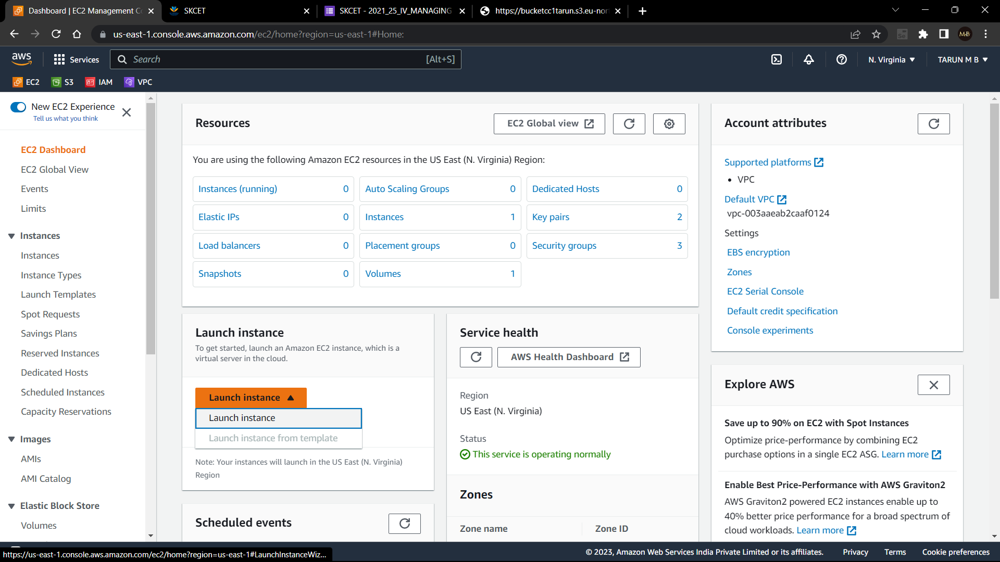 Dashboard | EC2 Management C
SKCET
SKCET - 2021_25_IV_MANAGING
https://bucketcc1tarun.s3.eu-nor
us-east-1.console.aws.amazon.com/ec2/home?region=us-east-1#Home:
aws
Services
Search
[Alt+S]
N. Virginia
TARUN M B
EC2
S3
IAM
VPC
New EC2 Experience
Tell us what you think
EC2 Dashboard
EC2 Global View
Events
Limits
Instances
Instances
Instance Types
Launch Templates
Spot Requests
Savings Plans
Reserved Instances
Dedicated Hosts
Scheduled Instances
Capacity Reservations
Images
AMIs
AMI Catalog
Elastic Block Store
Volumes
Resources
EC2 Global view
You are using the following Amazon EC2 resources in the US East (N. Virginia) Region:
Instances (running) 0
Auto Scaling Groups 0
Dedicated Hosts 0
Elastic IPs 0
Instances 1
Key pairs 2
Load balancers 0
Placement groups 0
Security groups 3
Snapshots 0
Volumes 1
Launch instance
To get started, launch an Amazon EC2 instance, which is a
virtual server in the cloud.
Launch instance
Launch instance
Launch instance from template
Note: Your instances will launch in the US East (N. Virginia)
Region
Scheduled events
Service health
AWS Health Dashboard
Region
US East (N. Virginia)
Status
This service is operating normally
Zones
Zone name
Zone ID
Account attributes
Supported platforms
• VPC
Default VPC
vpc-003aaeab2caaf0124
Settings
EBS encryption
Zones
EC2 Serial Console
Default credit specification
Console experiments
Explore AWS
Save up to 90% on EC2 with Spot Instances
Optimize price-performance by combining EC2
purchase options in a single EC2 ASG. Learn more
Enable Best Price-Performance with AWS Graviton2
AWS Graviton2 powered EC2 instances enable up to
40% better price performance for a broad spectrum of
cloud workloads. Learn more
https://us-east-1.console.aws.amazon.com/ec2/home?region=us-east-1#LaunchInstanceWiz...
© 2023, Amazon Web Services India Private Limited or its affiliates.
Privacy
Terms
Cookie preferences